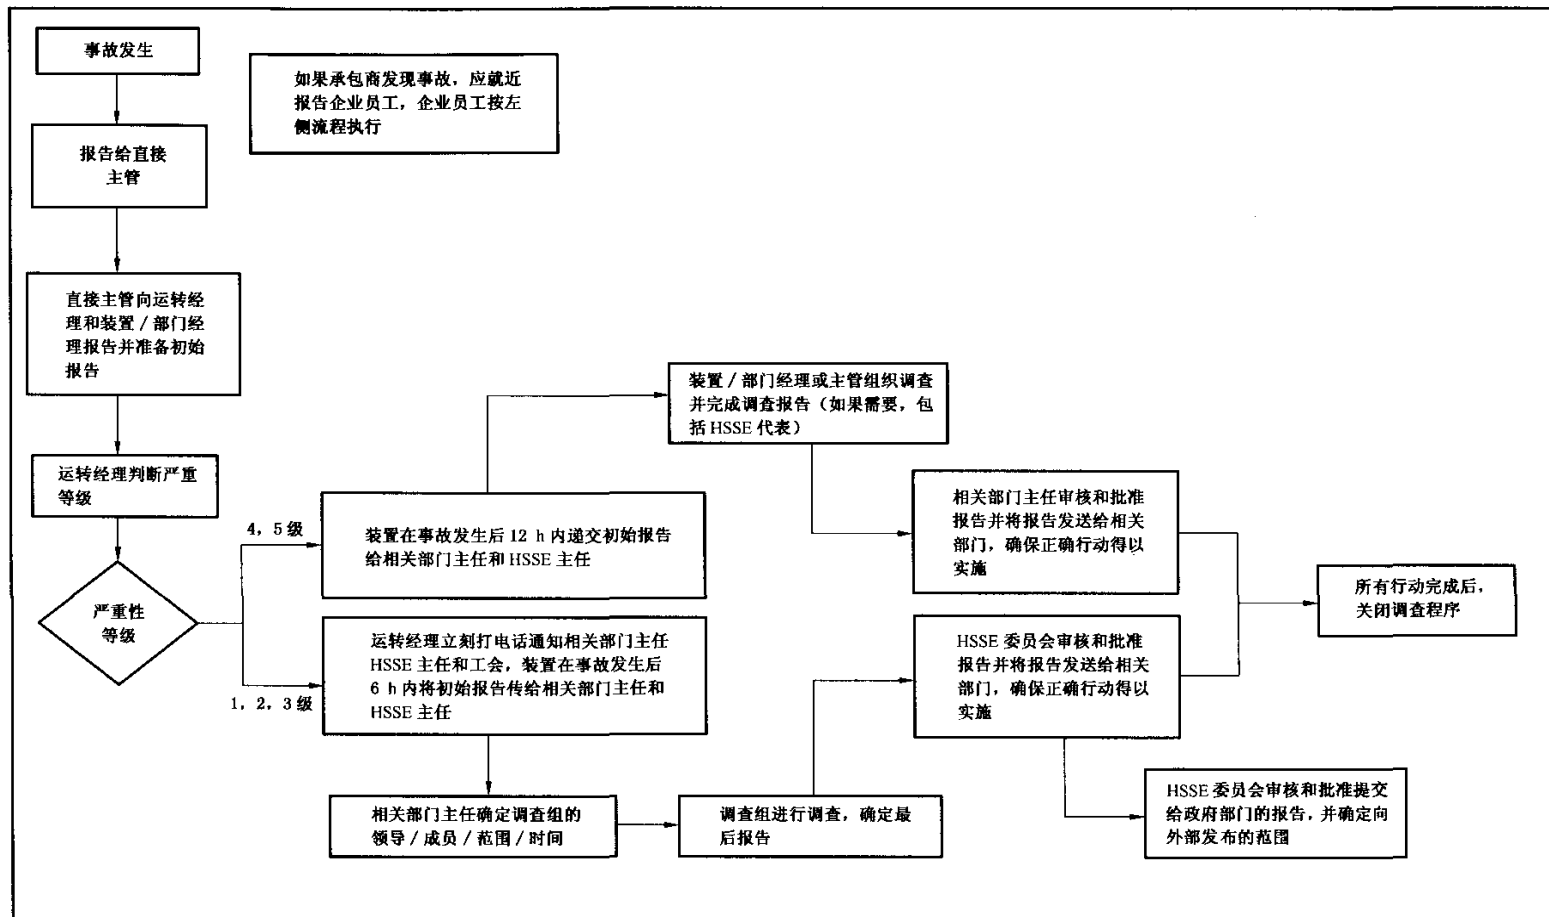 事故发生
如果承包商发现事故，应就近
报告企业员工，企业员工按左
侧流程执行
报告给直接
主管
直接主管向运转经
理和装置／部门经
理报告并准备初始
报告
运转经理判断严重
等级
严重性
等级
4，5 级
1，2，3 级
装置在事故发生后 12 h 内递交初始报告
给相关部门主任和 HSSE 主任
运转经理立刻打电话通知相关部门主任
HSSE 主任和工会，装置在事故发生后
6 h 内将初始报告传给相关部门主任和
HSSE 主任
相关部门主任确定调查组的
领导／成员／范围／时间
装置／部门经理或主管组织调查
并完成调查报告（如果需要，包
括 HSSE 代表）
调查组进行调查，确定最
后报告
相关部门主任审核和批准
报告并将报告发送给相关
部门，确保正确行动得以
实施
HSSE 委员会审核和批准
报告并将报告发送给相关
部门，确保正确行动得以
实施
HSSE 委员会审核和批准提交
给政府部门的报告，并确定向
外部发布的范围
所有行动完成后，
关闭调查程序